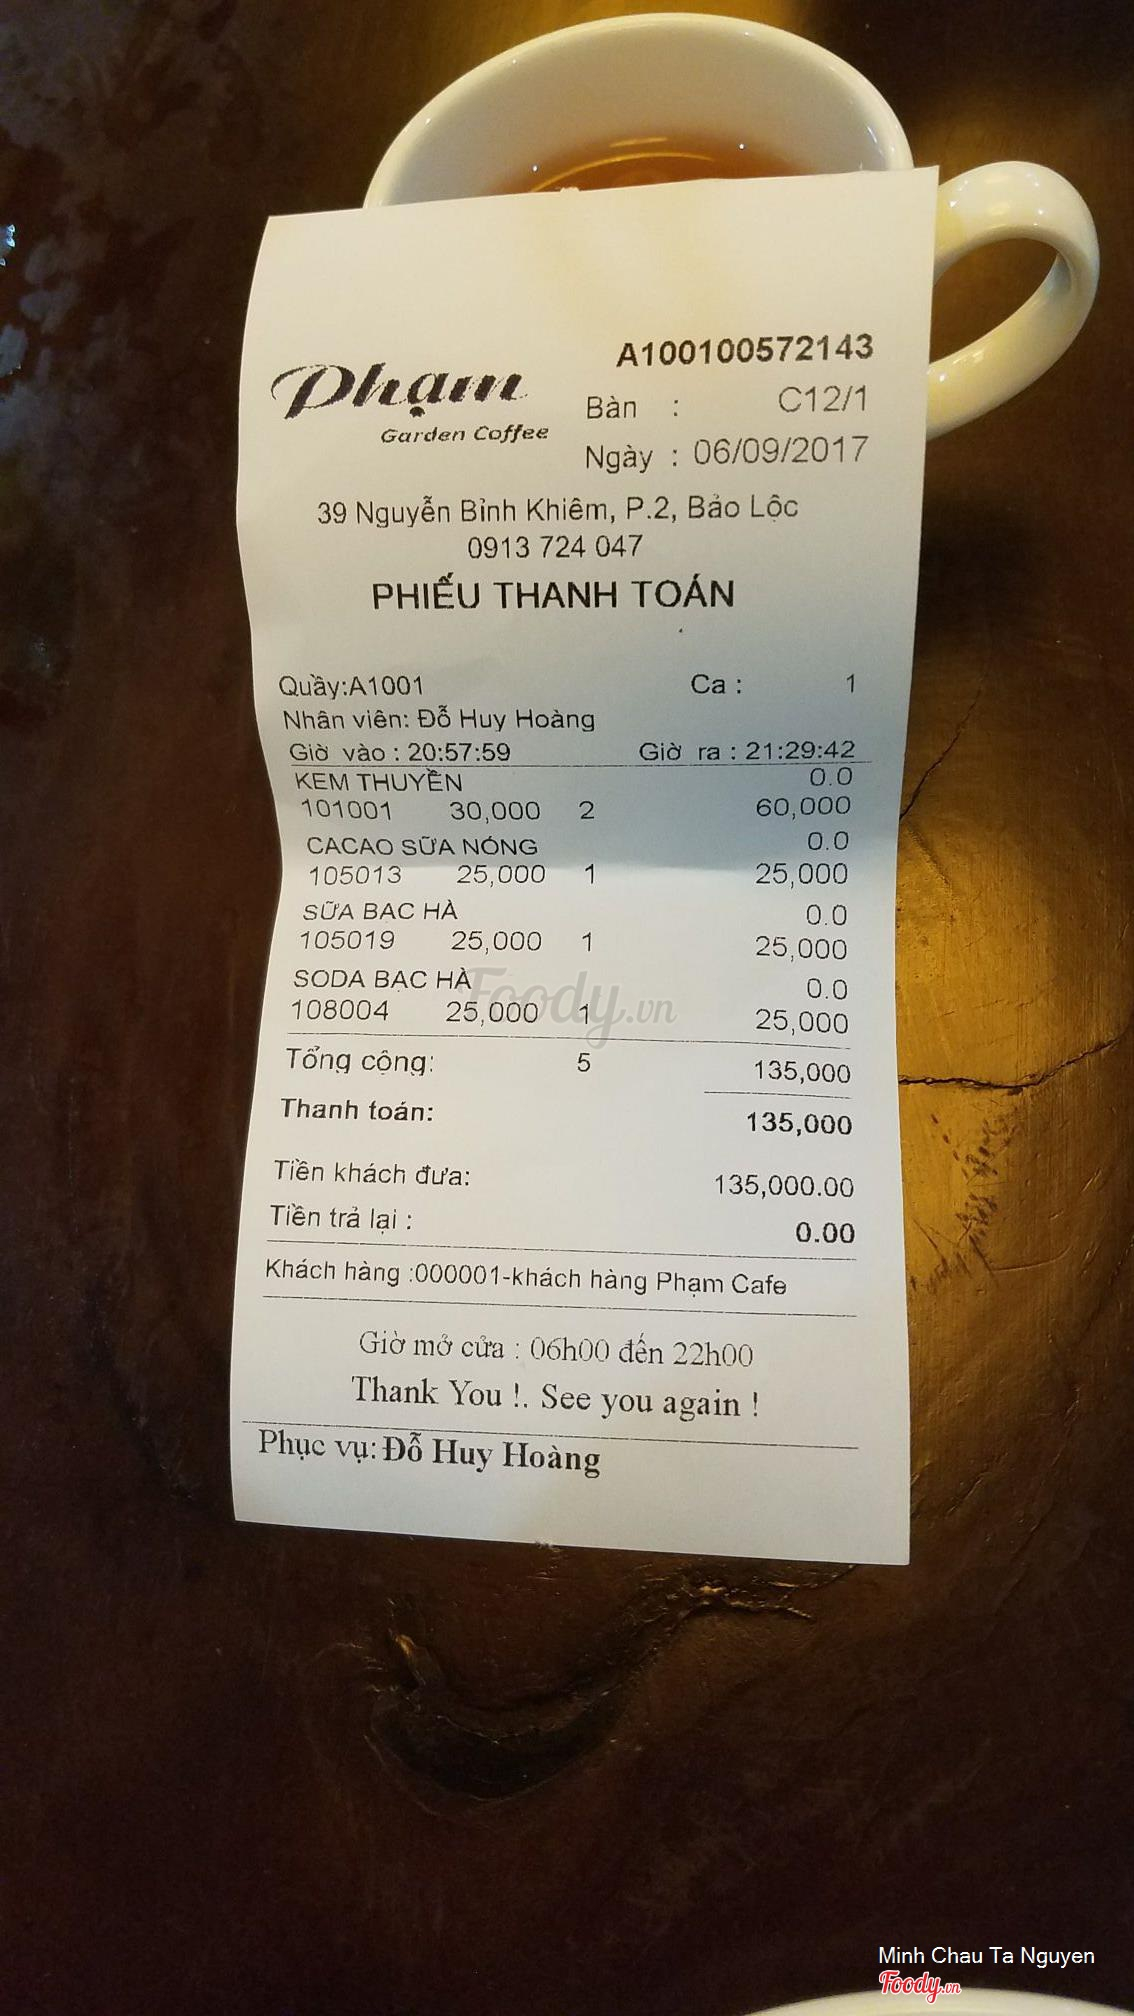 Phạm
Garden Coffee
A100100572143
Bàn : C12/1
Ngày : 06/09/2017
39 Nguyễn Bỉnh Khiêm, P.2, Bảo Lộc
0913 724 047
PHIẾU THANH TOÁN
Quầy:A1001 Ca : 1
Nhân viên: Đỗ Huy Hoàng
Giờ vào : 20:57:59 Giờ ra : 21:29:42
KEM THUYỀN 0.0
101001 30,000 2 60,000
CACAO SỮA NÓNG 0.0
105013 25,000 1 25,000
SỮA BẠC HÀ 0.0
105019 25,000 1 25,000
SODA BẠC HÀ 0.0
108004 25,000 1 25,000
Foody.vn
Tổng cộng: 5 135,000
Thanh toán: 135,000
Tiền khách đưa: 135,000.00
Tiền trả lại : 0.00
Khách hàng :000001-khách hàng Phạm Cafe
Giờ mở cửa : 06h00 đến 22h00
Thank You !. See you again !
Phục vụ: Đỗ Huy Hoàng
Minh Chau Ta Nguyen
Foody.vn